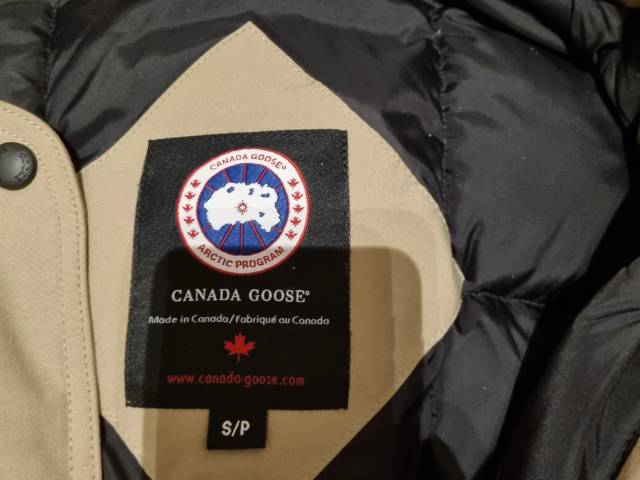 CANADA GOOSE®
ARCTIC PROGRAM
CANADA GOOSE®
Made in Canada/Fabriqué au Canada
www.canada-goose.com
S/P